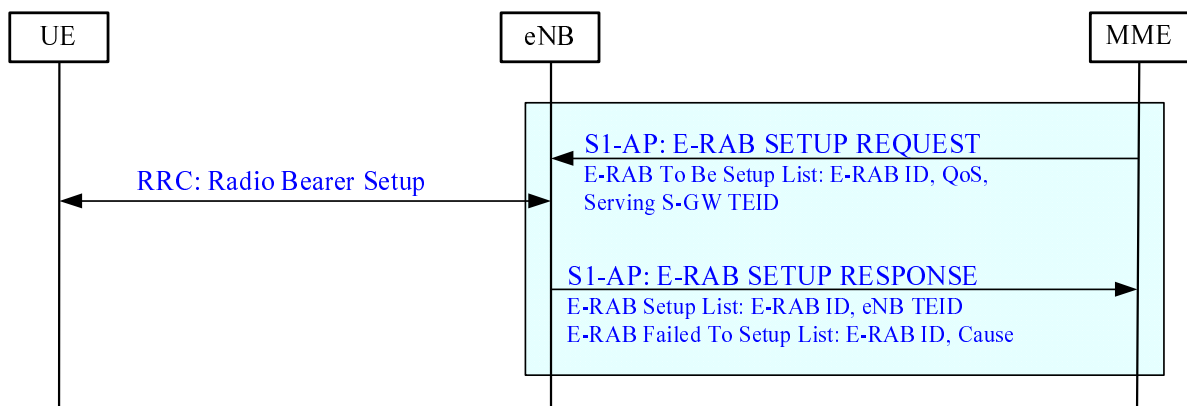 UE
eNB
MME
S1-AP: E-RAB SETUP REQUEST
E-RAB To Be Setup List: E-RAB ID, QoS,
Serving S-GW TEID
RRC: Radio Bearer Setup
S1-AP: E-RAB SETUP RESPONSE
E-RAB Setup List: E-RAB ID, eNB TEID
E-RAB Failed To Setup List: E-RAB ID, Cause